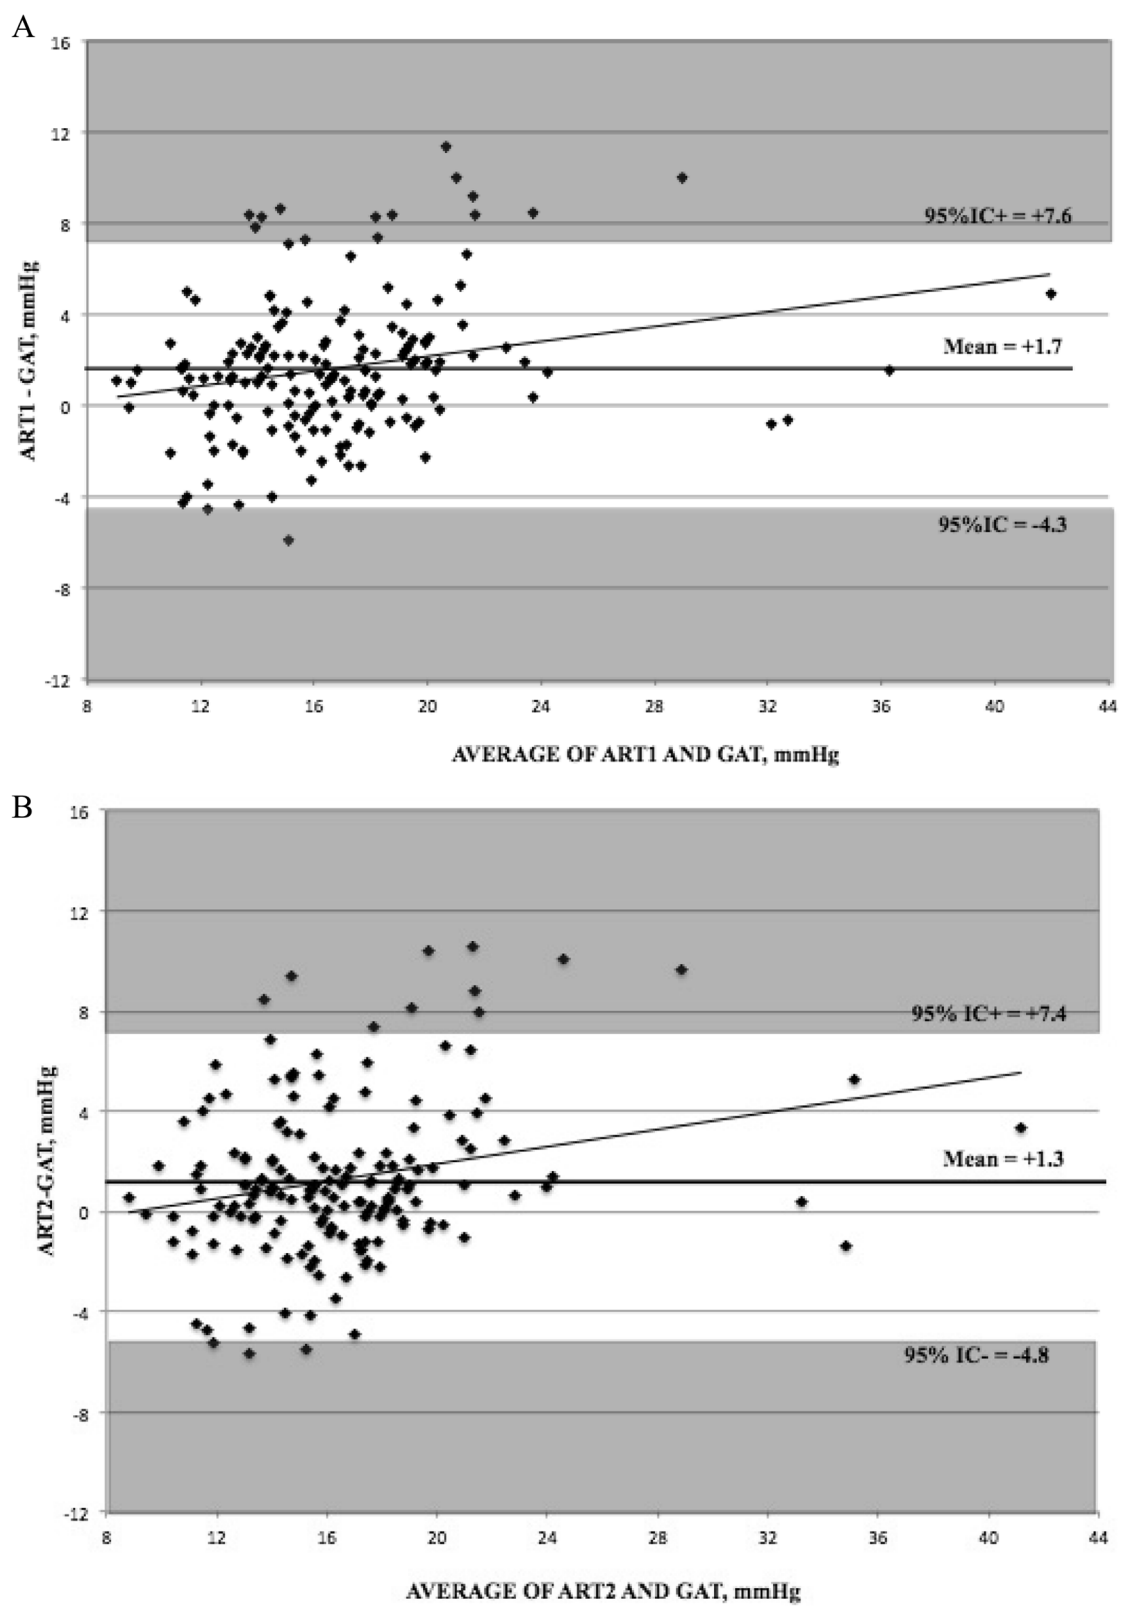 A
16
12
8
4
0
-4
-8
-12
ART1 - GAT, mmHg
95%IC+ = +7.6
Mean = +1.7
95%IC = -4.3
8 12 16 20 24 28 32 36 40 44
AVERAGE OF ART1 AND GAT, mmHg
B
16
12
8
4
0
-4
-8
-12
ART2-GAT, mmHg
95% IC+ = +7.4
Mean = +1.3
95% IC- = -4.8
8 12 16 20 24 28 32 36 40 44
AVERAGE OF ART2 AND GAT, mmHg